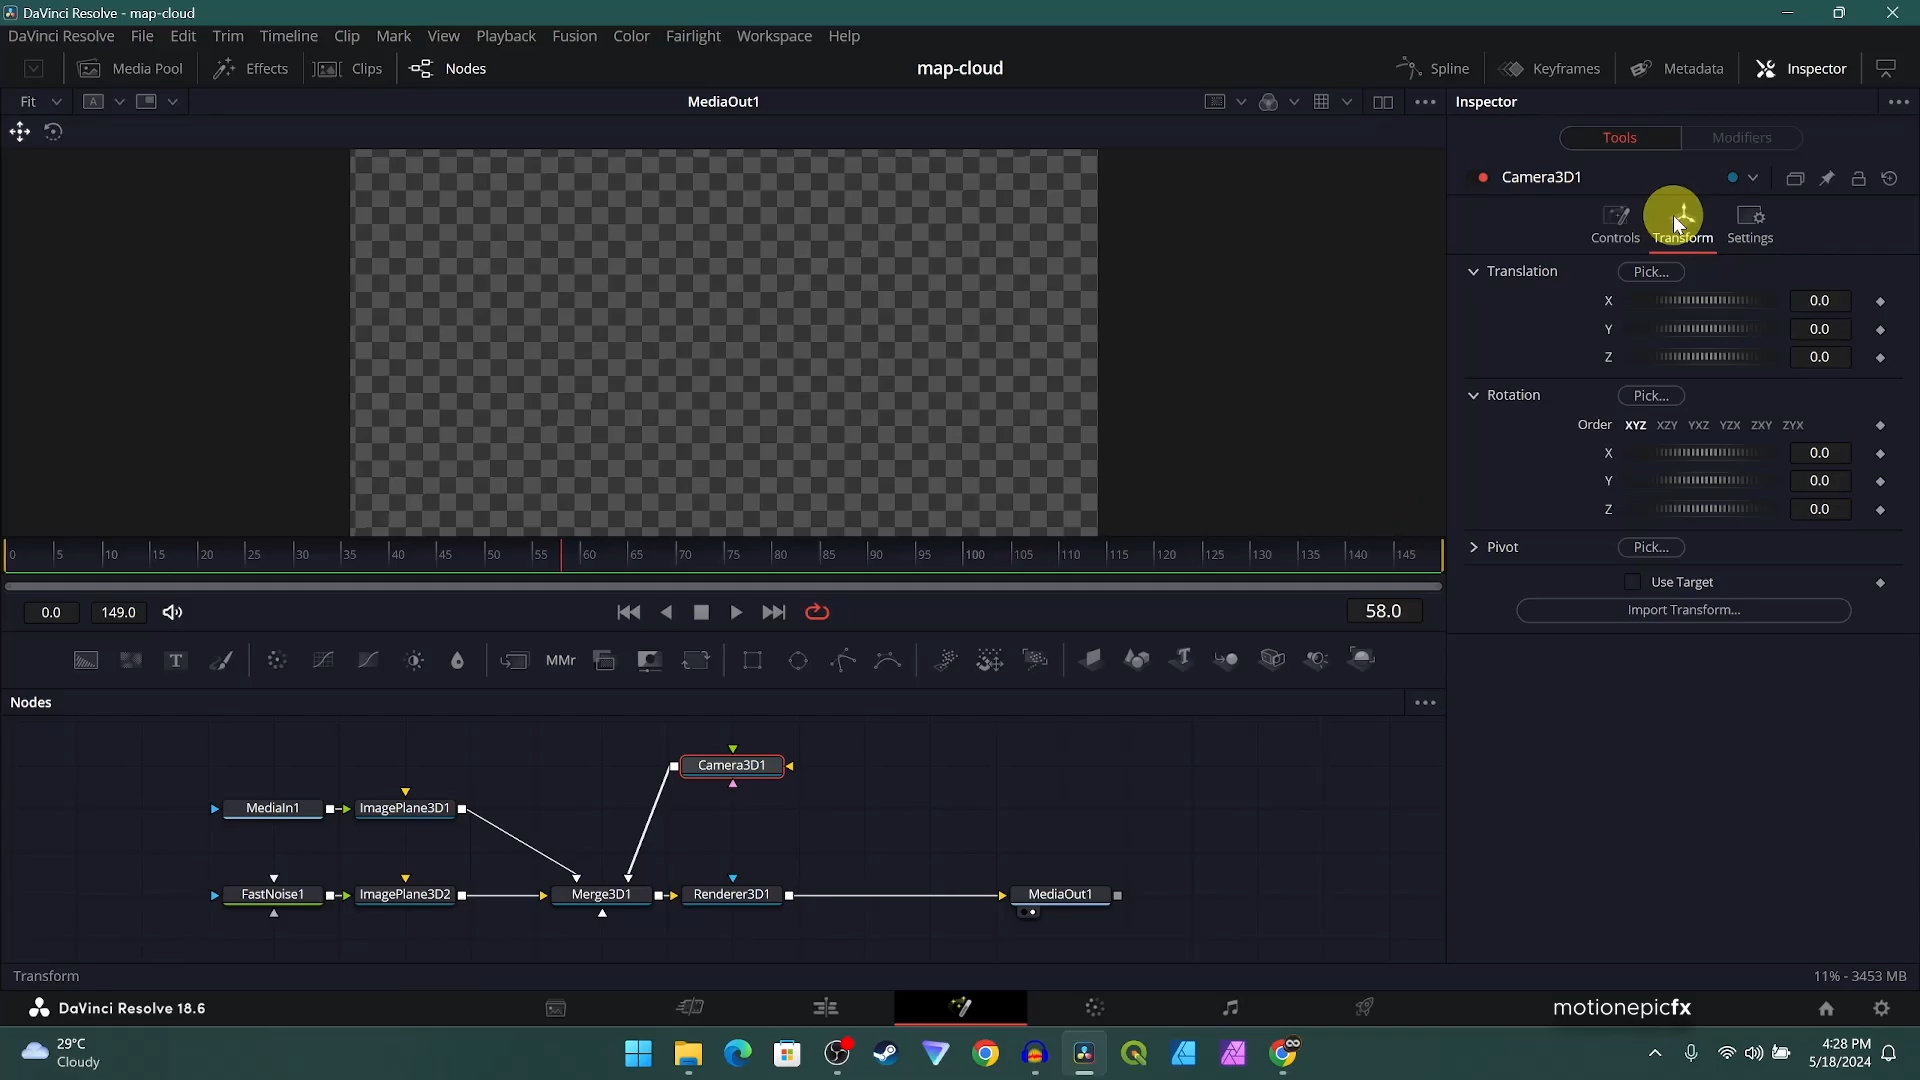 DaVinci Resolve - map-cloud
DaVinci Resolve File Edit Trim Timeline Clip Mark View Playback Fusion Color Fairlight Workspace Help
Media Pool Effects Clips Nodes map-cloud Spline Keyframes Metadata Inspector
Fit A MediaOut1 Inspector
Tools Modifiers
Camera3D1
Controls Transform Settings
Translation Pick...
X 0.0
Y 0.0
Z 0.0
Rotation Pick...
Order XYZ XZY YXZ YZX ZXY ZYX
X 0.0
Y 0.0
Z 0.0
Pivot Pick...
Use Target
Import Transform...
0 5 10 15 20 25 30 35 40 45 50 55 60 65 70 75 80 85 90 95 100 105 110 115 120 125 130 135 140 145
0.0 149.0 58.0
T MMr T
Nodes
Camera3D1
MediaIn1 ImagePlane3D1
FastNoise1 ImagePlane3D2 Merge3D1 Renderer3D1 MediaOut1
Transform 11% - 3453 MB
DaVinci Resolve 18.6 motionepicfx
29°C
Cloudy
4:28 PM
5/18/2024